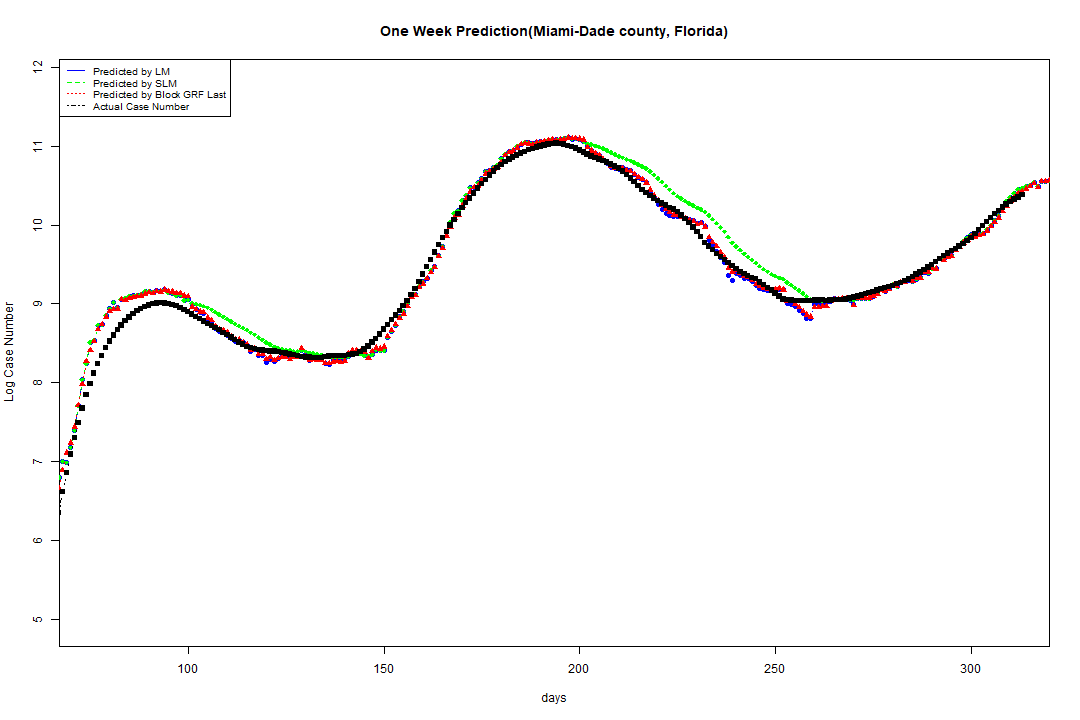 One Week Prediction(Miami-Dade county, Florida)
Predicted by LM
Predicted by SLM
Predicted by Block GRF Last
Actual Case Number
12
11
10
9
8
7
6
5
Log Case Number
100 150 200 250 300
days